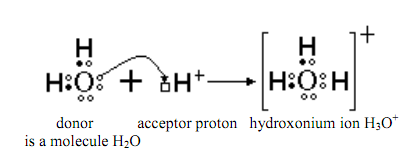 H H +
H:O: + H⁺ → [H:O:H]
donor acceptor proton hydroxonium ion H₃O⁺
is a molecule H₂O